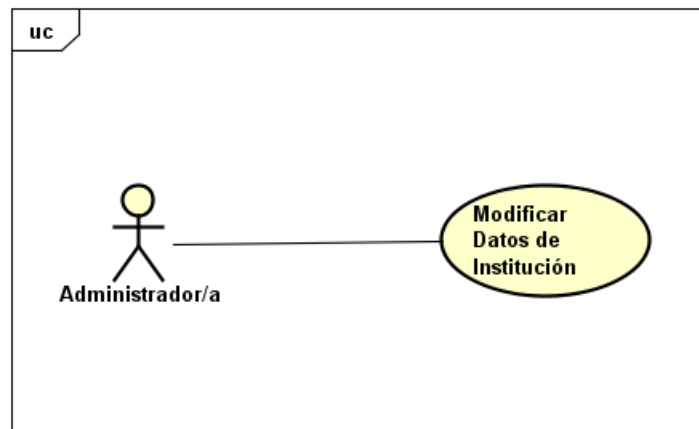 uc
Modificar
Datos de
Institución
Administrador/a